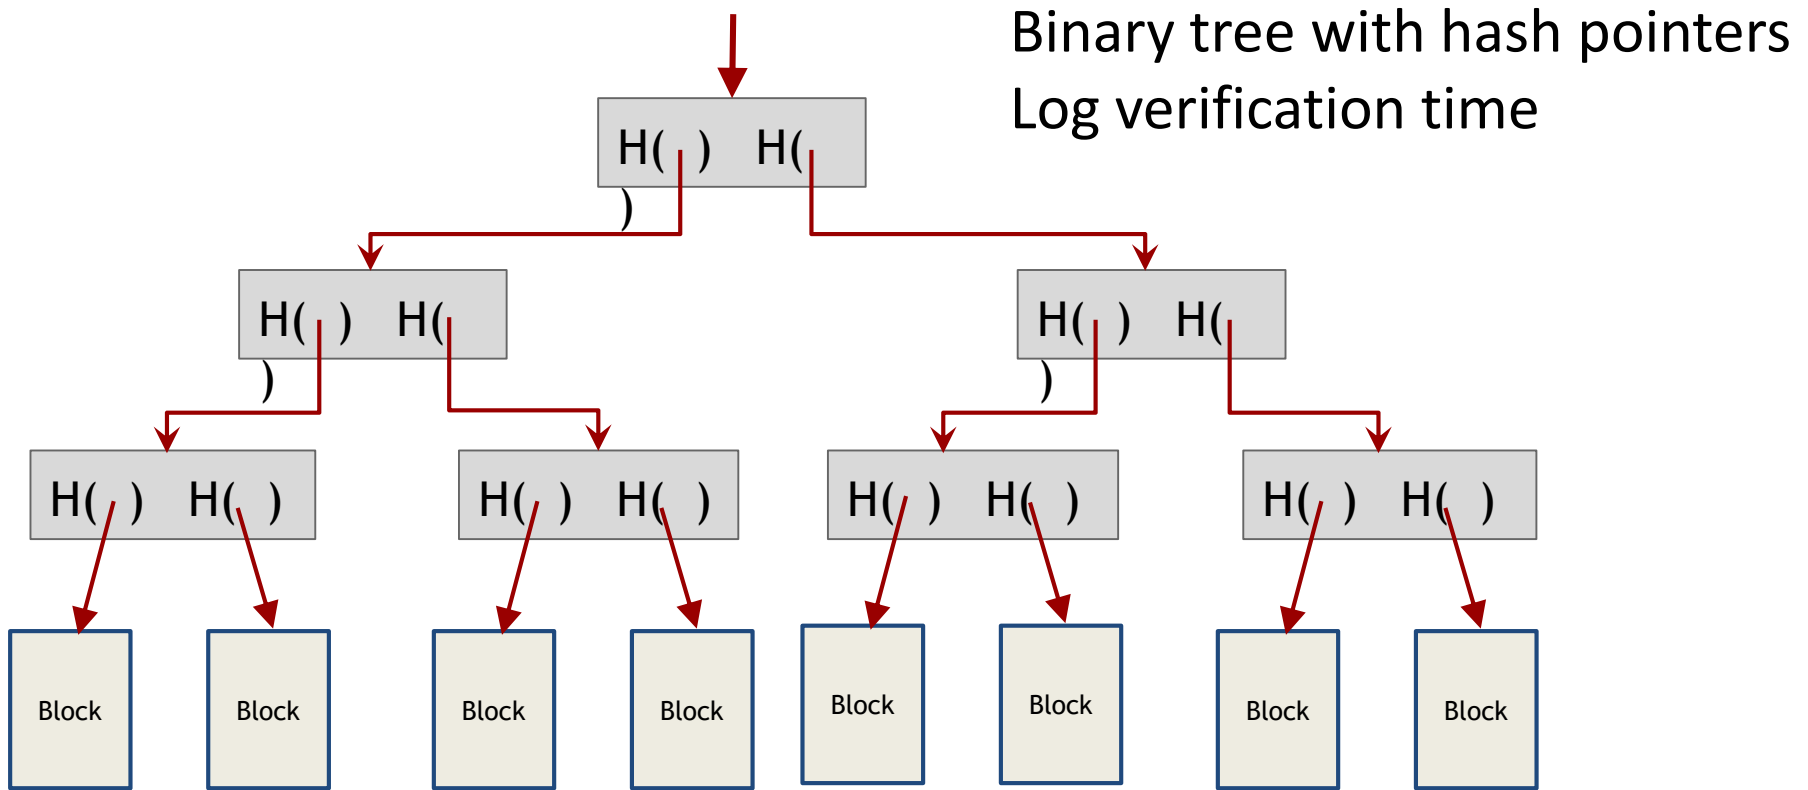 Binary tree with hash pointers
Log verification time
H( ) H(
)
H( ) H(
)
H( ) H(
)
H( ) H( )
H( ) H( )
H( ) H( )
H( ) H( )
Block
Block
Block
Block
Block
Block
Block
Block